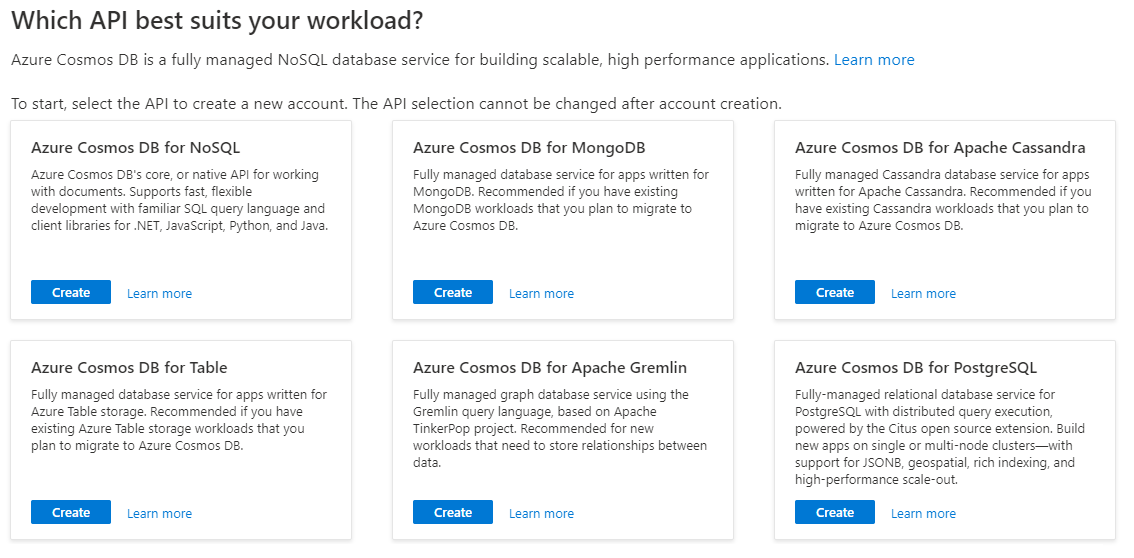 Which API best suits your workload?
Azure Cosmos DB is a fully managed NoSQL database service for building scalable, high performance applications. Learn more
To start, select the API to create a new account. The API selection cannot be changed after account creation.
Azure Cosmos DB for NoSQL
Azure Cosmos DB's core, or native API for working
with documents. Supports fast, flexible
development with familiar SQL query language and
client libraries for .NET, JavaScript, Python, and Java.
Create
Learn more
Azure Cosmos DB for MongoDB
Fully managed database service for apps written for
MongoDB. Recommended if you have existing
MongoDB workloads that you plan to migrate to
Azure Cosmos DB.
Create
Learn more
Azure Cosmos DB for Apache Cassandra
Fully managed Cassandra database service for apps
written for Apache Cassandra. Recommended if you
have existing Cassandra workloads that you plan to
migrate to Azure Cosmos DB.
Create
Learn more
Azure Cosmos DB for Table
Fully managed database service for apps written for
Azure Table storage. Recommended if you have
existing Azure Table storage workloads that you
plan to migrate to Azure Cosmos DB.
Create
Learn more
Azure Cosmos DB for Apache Gremlin
Fully managed graph database service using the
Gremlin query language, based on Apache
TinkerPop project. Recommended for new
workloads that need to store relationships between
data.
Create
Learn more
Azure Cosmos DB for PostgreSQL
Fully-managed relational database service for
PostgreSQL with distributed query execution,
powered by the Citus open source extension. Build
new apps on single or multi-node clusters—with
support for JSONB, geospatial, rich indexing, and
high-performance scale-out.
Create
Learn more